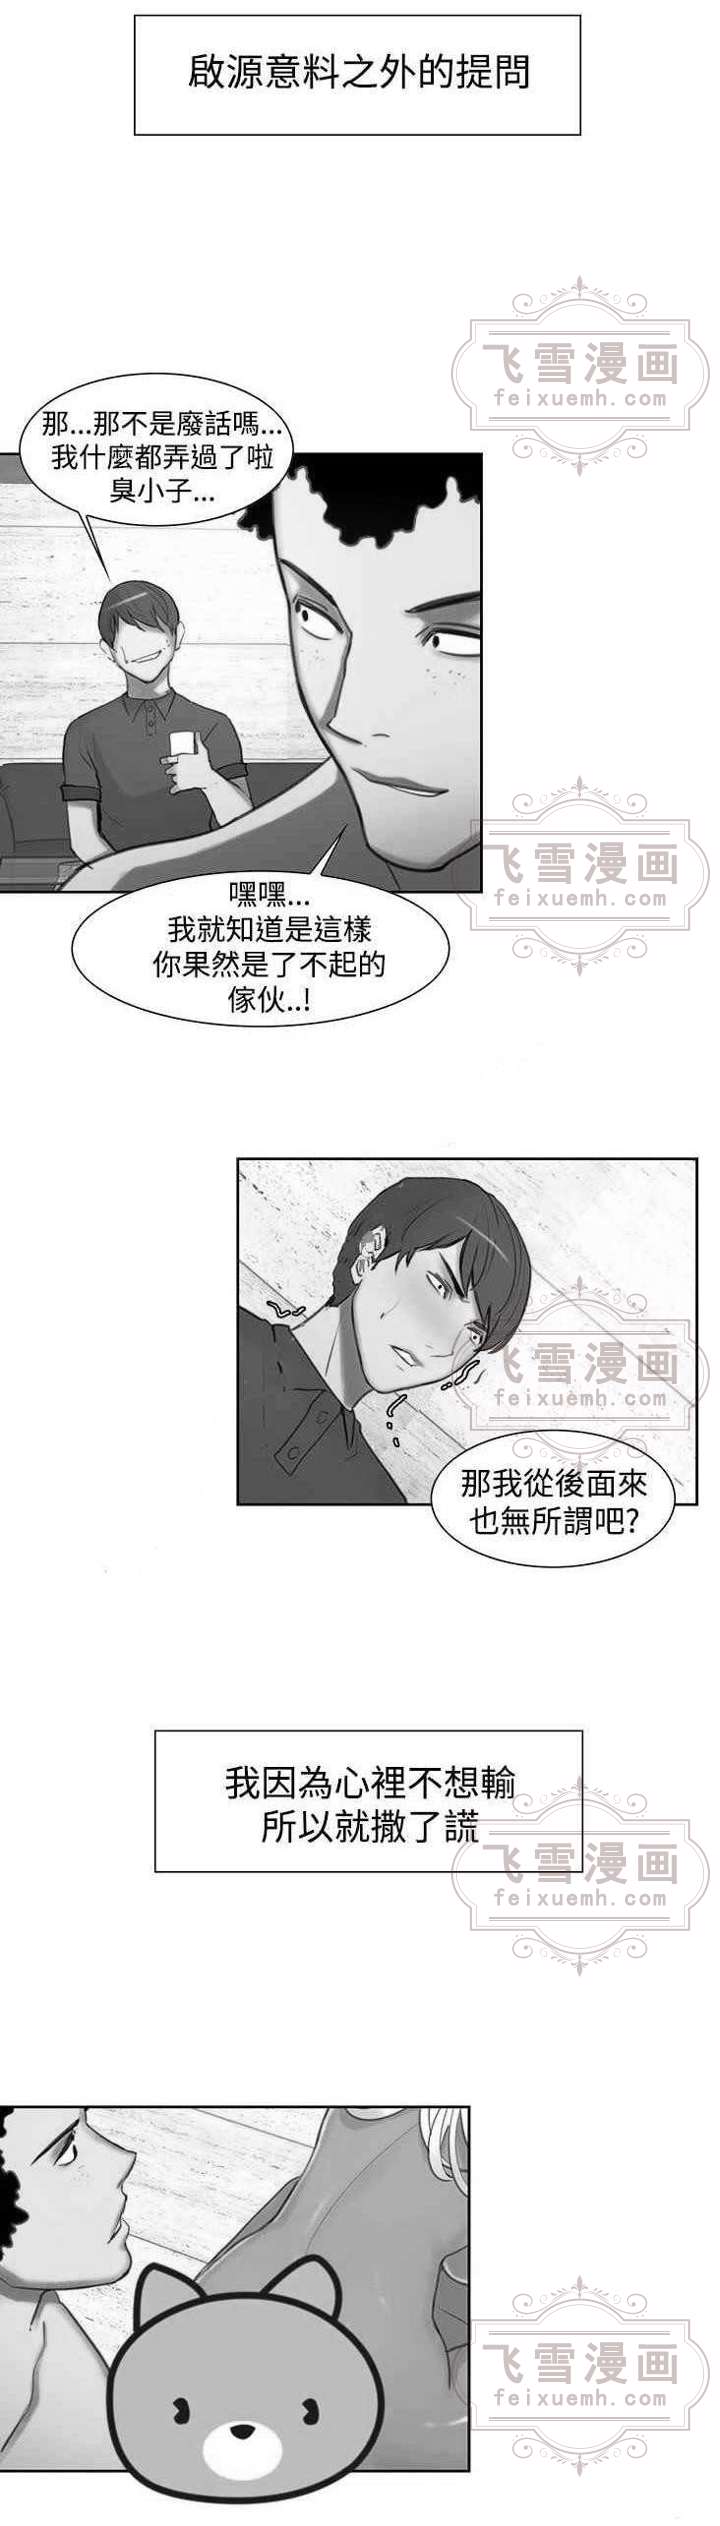 啟源意料之外的提問
飞雪漫画
feixuemh.com
那...那不是廢話嗎...
我什麼都弄過了啦
臭小子...
飞雪漫画
feixuemh.com
嘿嘿...
我就知道是這樣
你果然是了不起的
傢伙..!
飞雪漫画
feixuemh.com
那我從後面來
也無所謂吧?
我因為心裡不想輸
所以就撒了謊
飞雪漫画
feixuemh.com
飞雪漫画
feixuemh.com